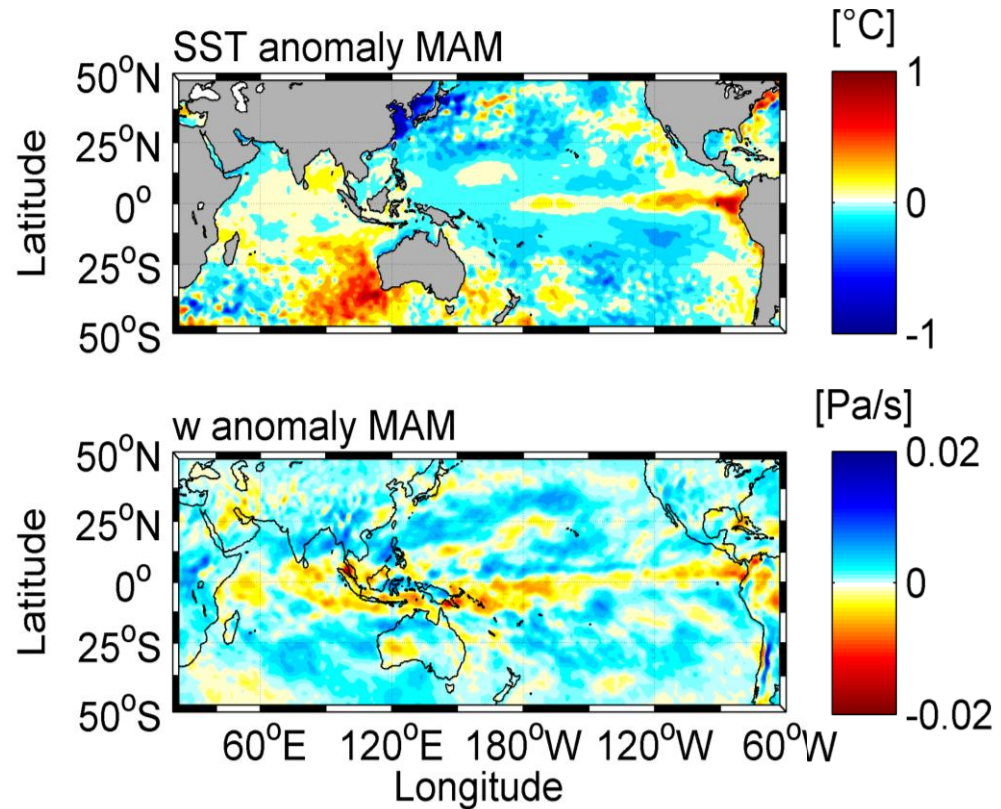 SST anomaly MAM
[°C]
50°N
25°N
0°
25°S
50°S
Latitude
1
0
-1
w anomaly MAM
[Pa/s]
50°N
25°N
0°
25°S
50°S
Latitude
0.02
0
-0.02
60°E 120°E 180°W 120°W 60°W
Longitude